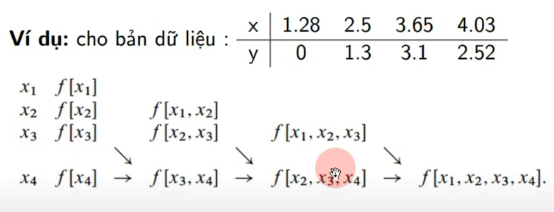 Ví dụ: cho bản dữ liệu :
x 1.28 2.5 3.65 4.03
y 0 1.3 3.1 2.52
x₁ f[x₁]
x₂ f[x₂] f[x₁, x₂]
x₃ f[x₃] f[x₂, x₃] f[x₁, x₂, x₃]
↘ ↘ ↘
x₄ f[x₄] → f[x₃, x₄] → f[x₂, x₃, x₄] → f[x₁, x₂, x₃, x₄].